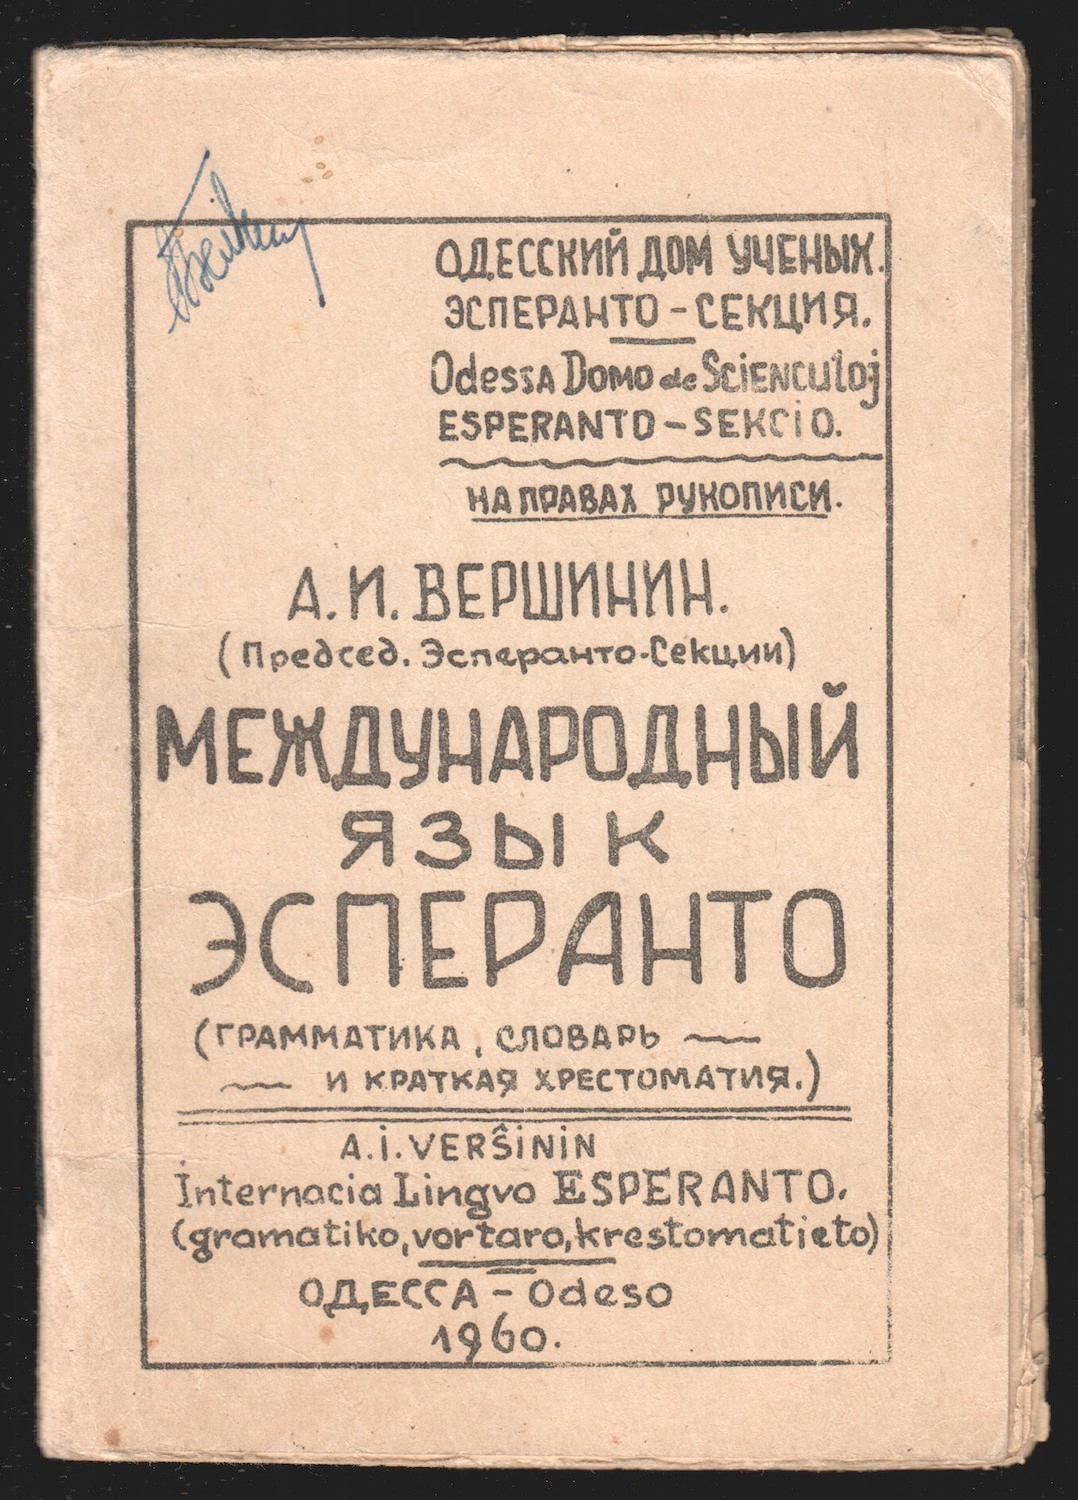 ОДЕССКИЙ ДОМ УЧЕНЫХ.
ЭСПЕРАНТО-СЕКЦИЯ.
Odessa Domo de Scienculoj
ESPERANTO-SEKCIO.
НА ПРАВАХ РУКОПИСИ.
А.И. ВЕРШИНИН.
(Председ. Эсперанто-Секции)
МЕЖДУНАРОДНЫЙ
ЯЗЫК
ЭСПЕРАНТО
(ГРАММАТИКА, СЛОВАРЬ
И КРАТКАЯ ХРЕСТОМАТИЯ.)
A.I. VERŜININ
Internacia Lingvo ESPERANTO.
(gramatiko, vortaro, krestomatieto)
ОДЕССА - Odeso
1960.